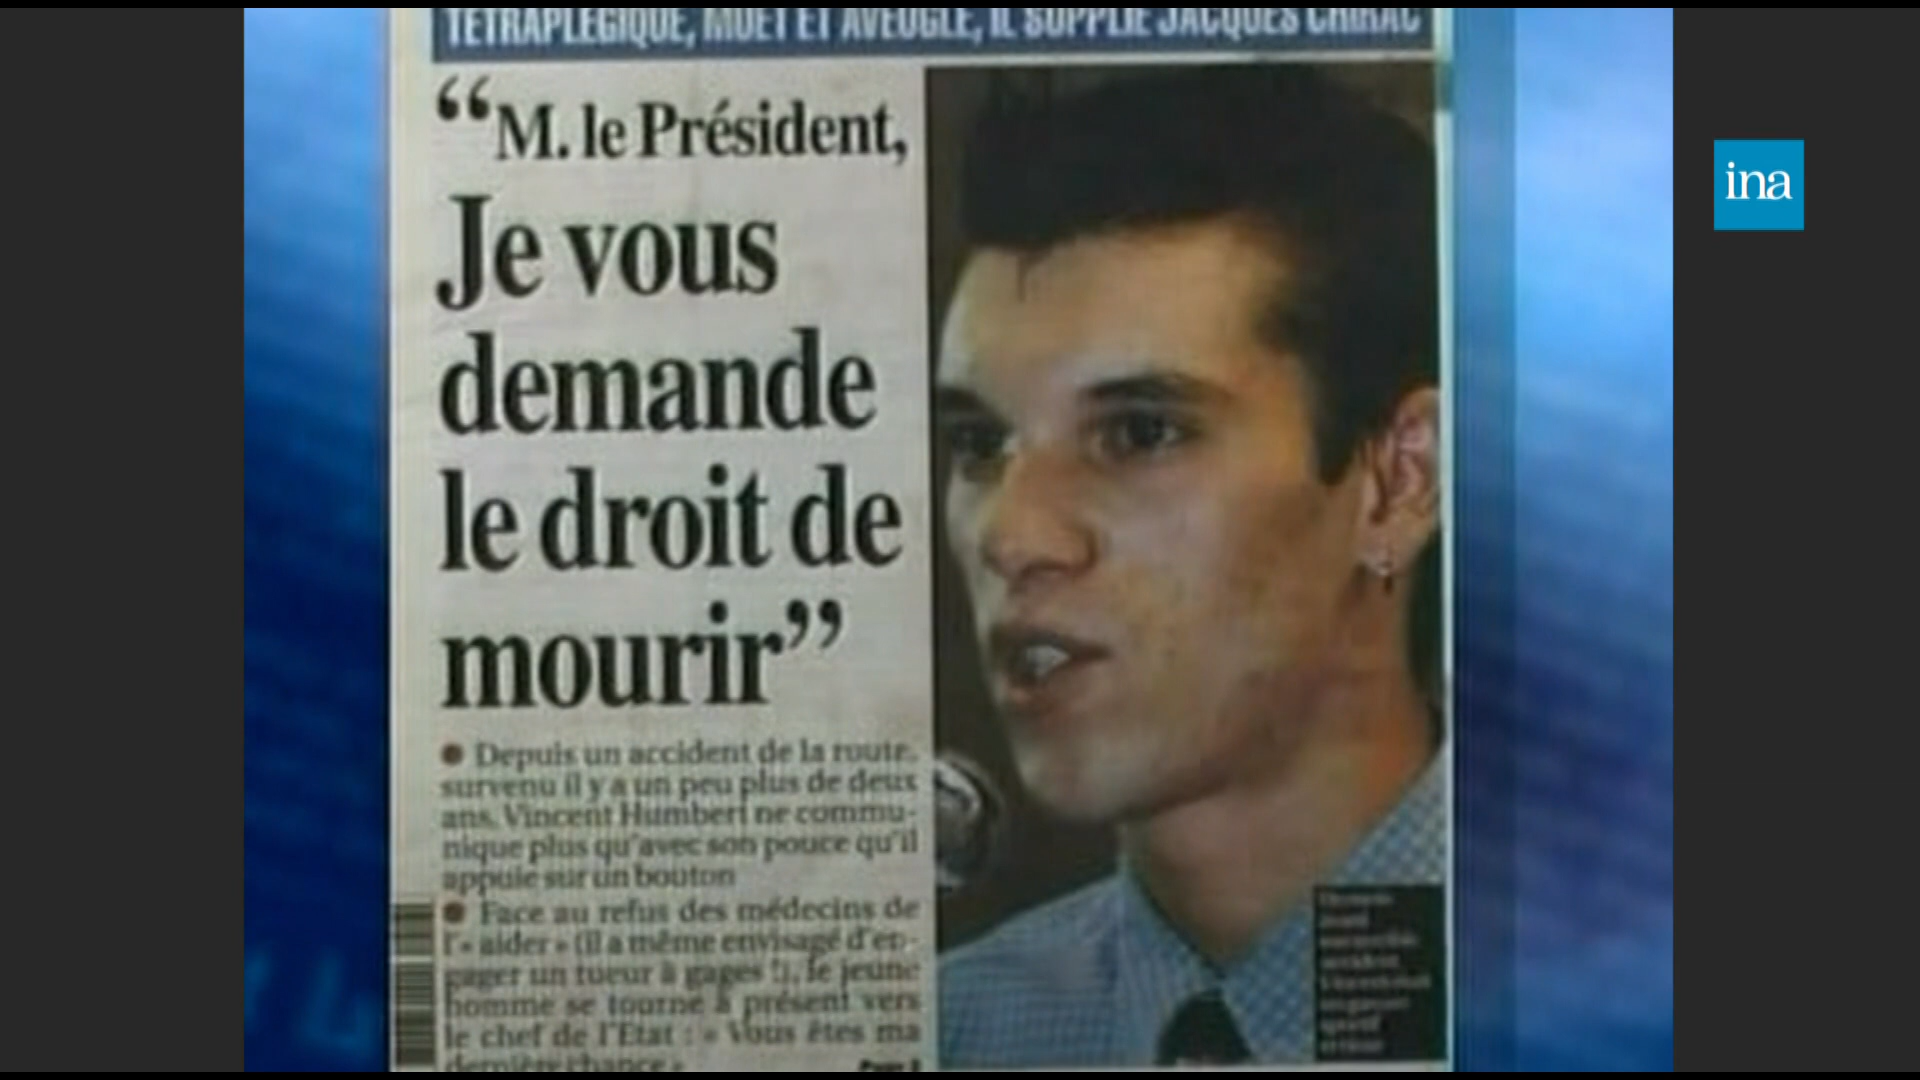 TÉTRAPLÉGIQUE, MUET ET AVEUGLE, IL SUPPLIE JACQUES CHIRAC
“M. le Président,
Je vous
demande
le droit de
mourir”
ina
● Depuis un accident de la route,
survenu il y a un peu plus de deux
ans, Vincent Humbert ne commu-
nique plus qu'avec son pouce qu'il
appuie sur un bouton
● Face au refus des médecins de
l'« aider » (il a même envisagé d'en-
gager un tueur à gages !), le jeune
homme se tourne à présent vers
le chef de l'Etat : « Vous êtes ma
dernière chance »